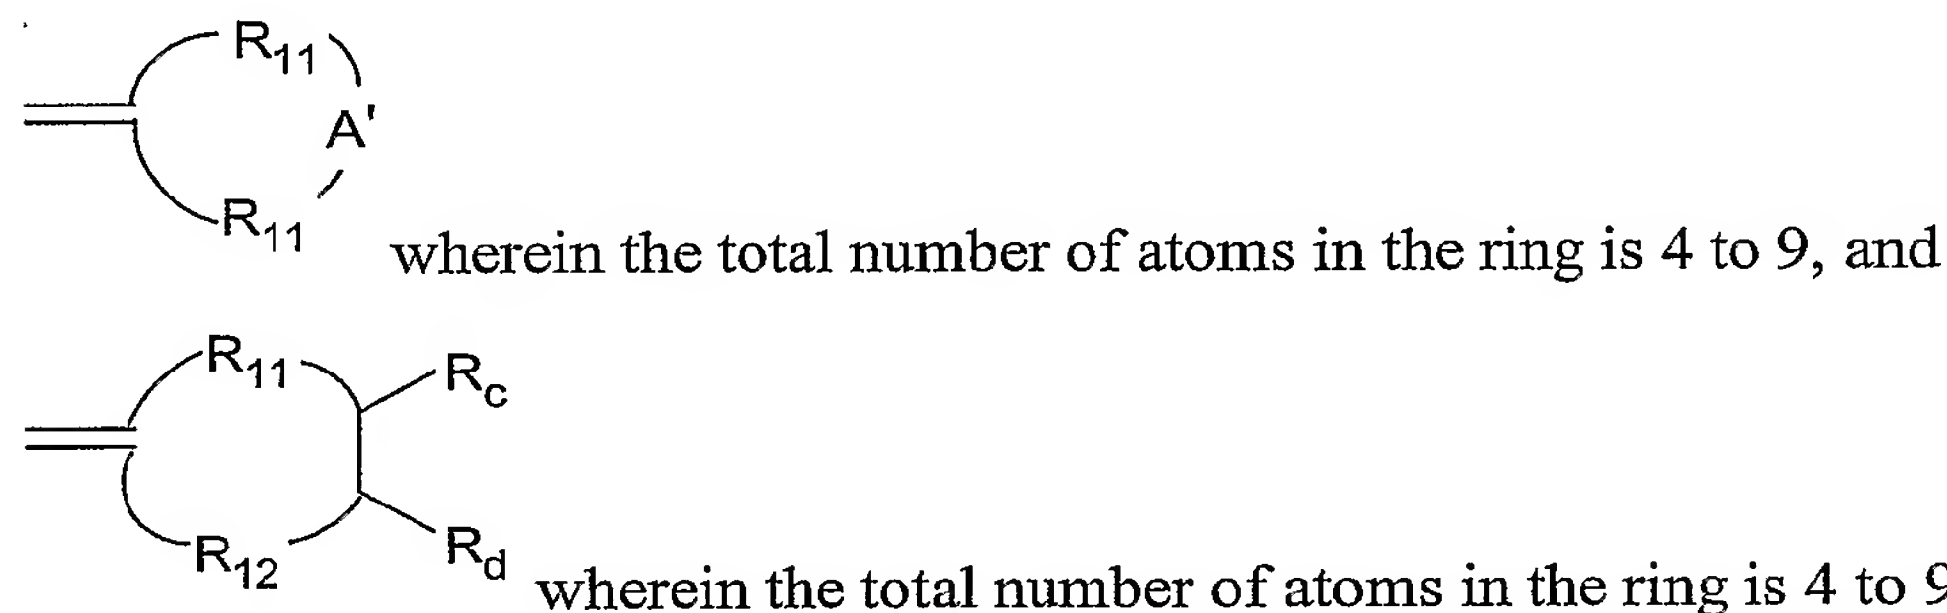 R11
A'
R11
wherein the total number of atoms in the ring is 4 to 9, and
R11
Rc
R12
Rd
wherein the total number of atoms in the ring is 4 to 9